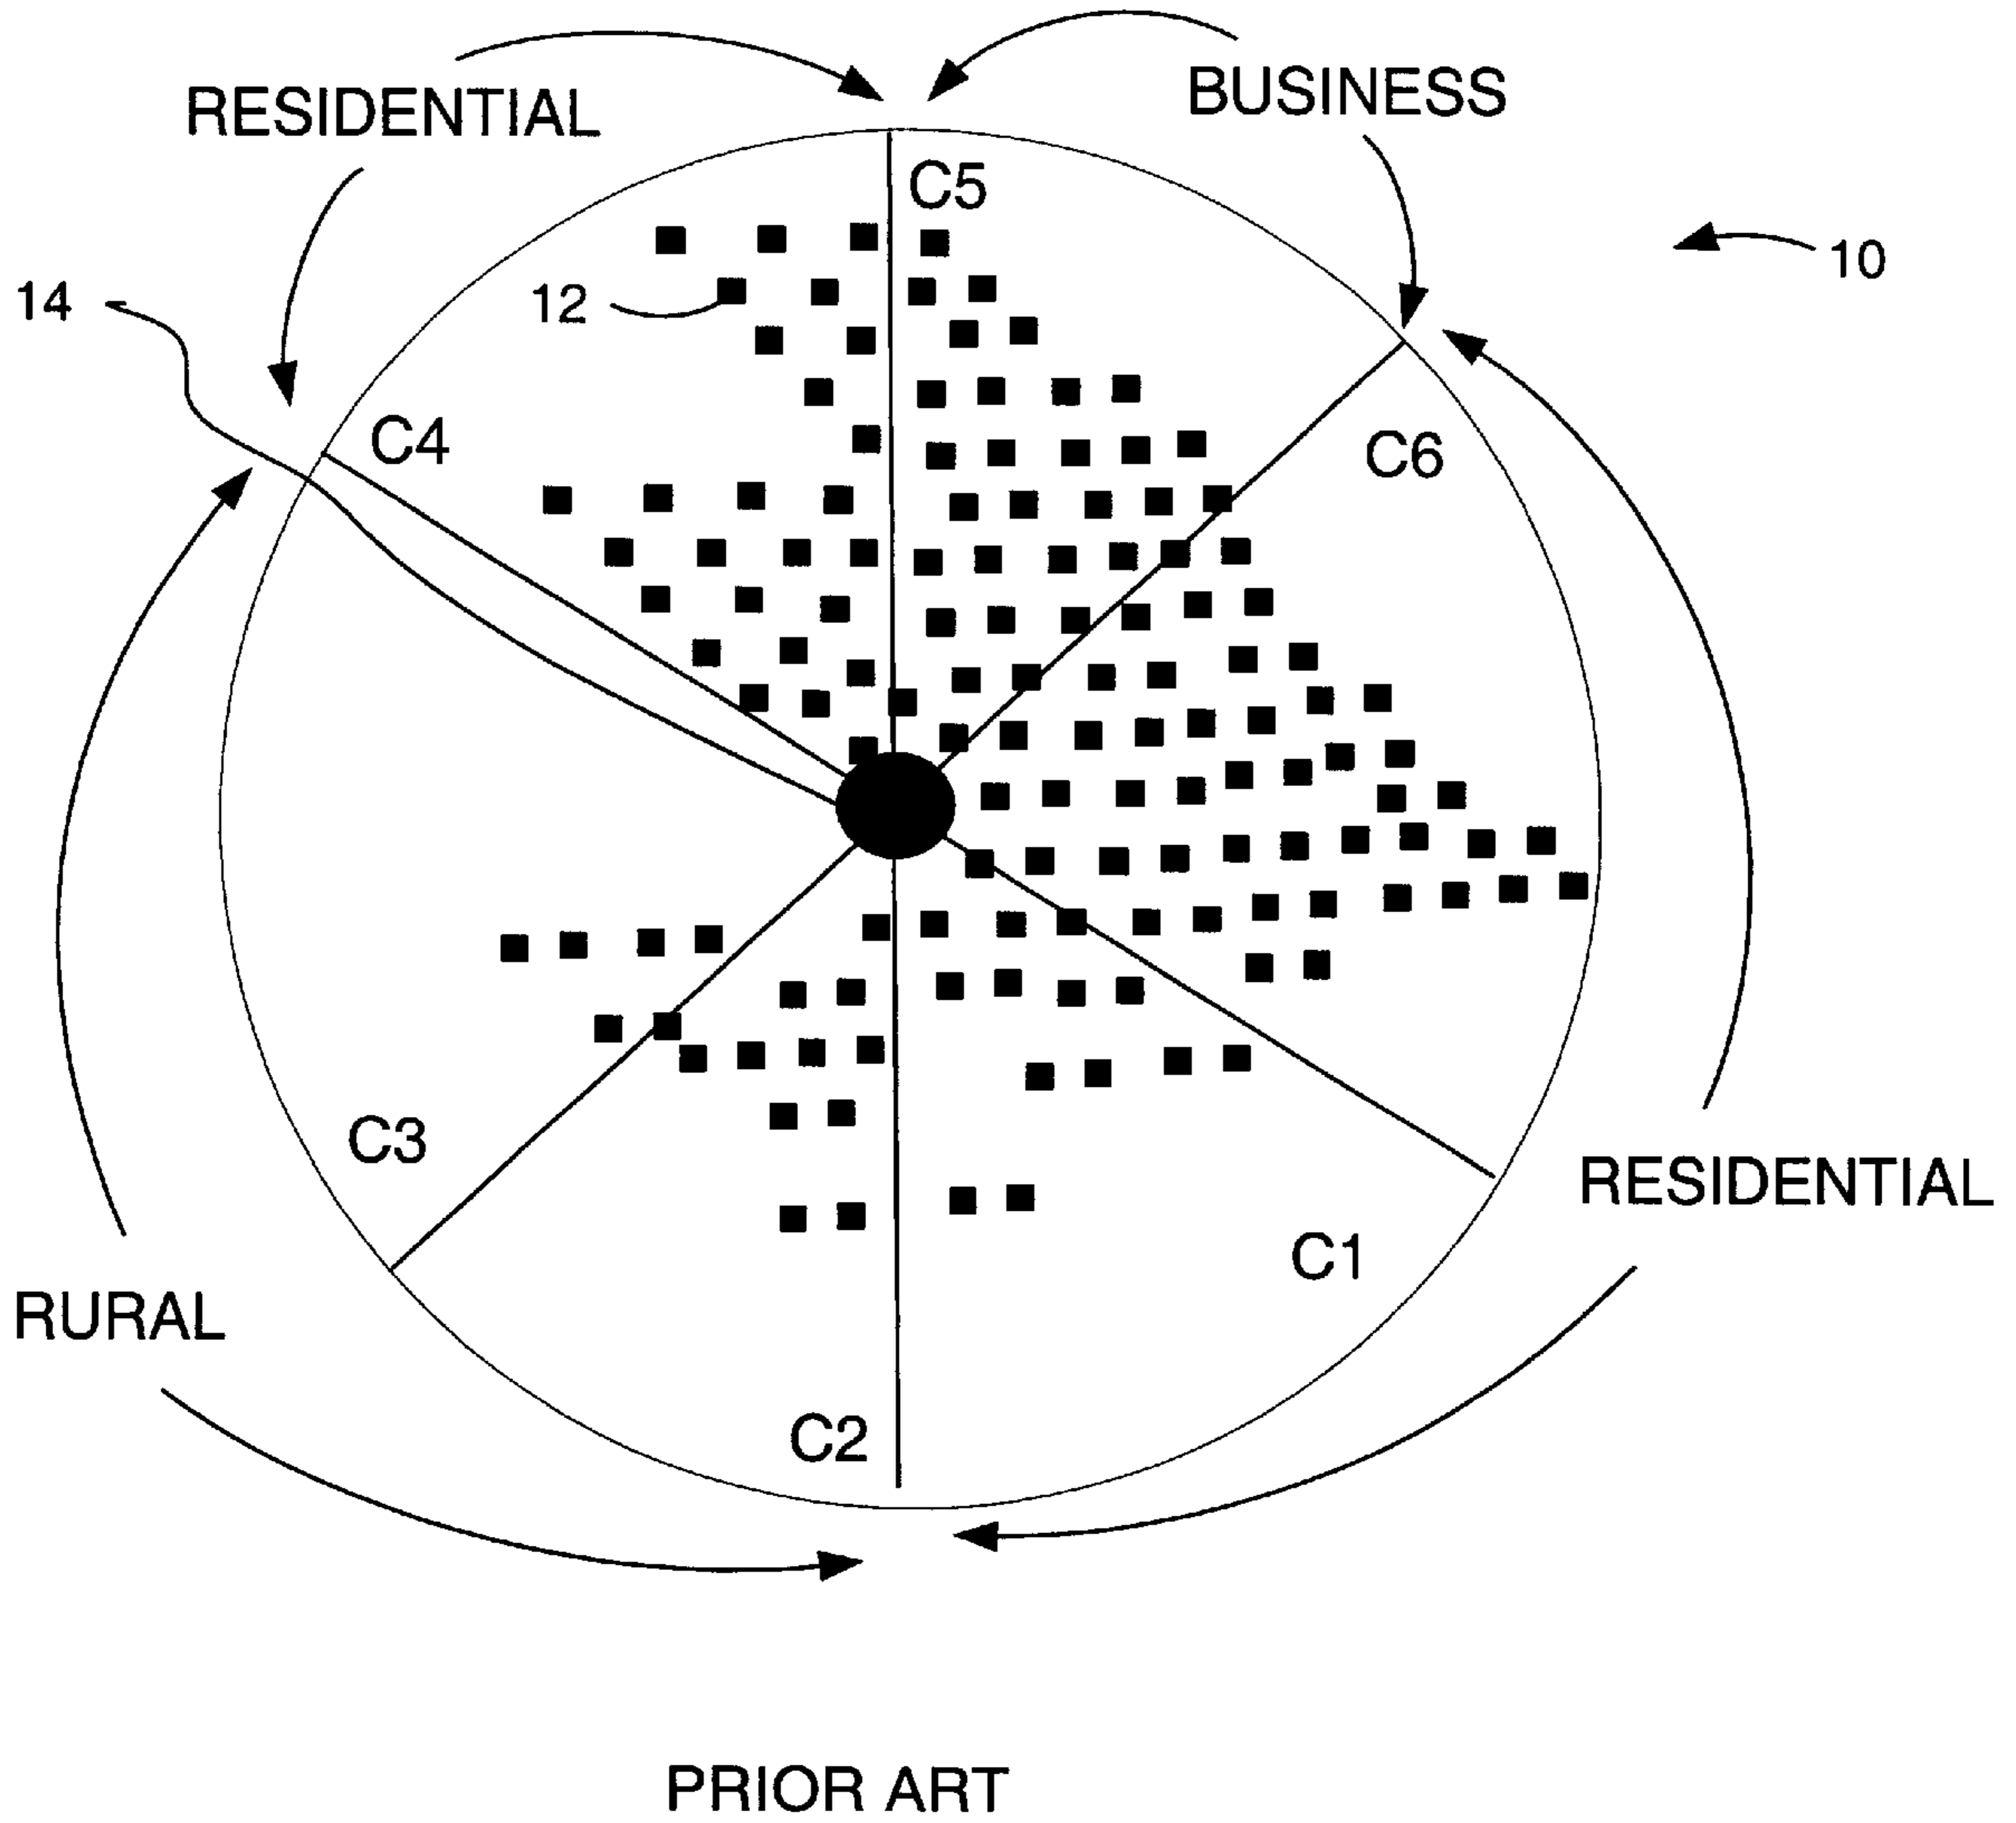 BUSINESS
RESIDENTIAL
C5
10
14
12
C4
C6
C3
RESIDENTIAL
C1
RURAL
C2
PRIOR ART